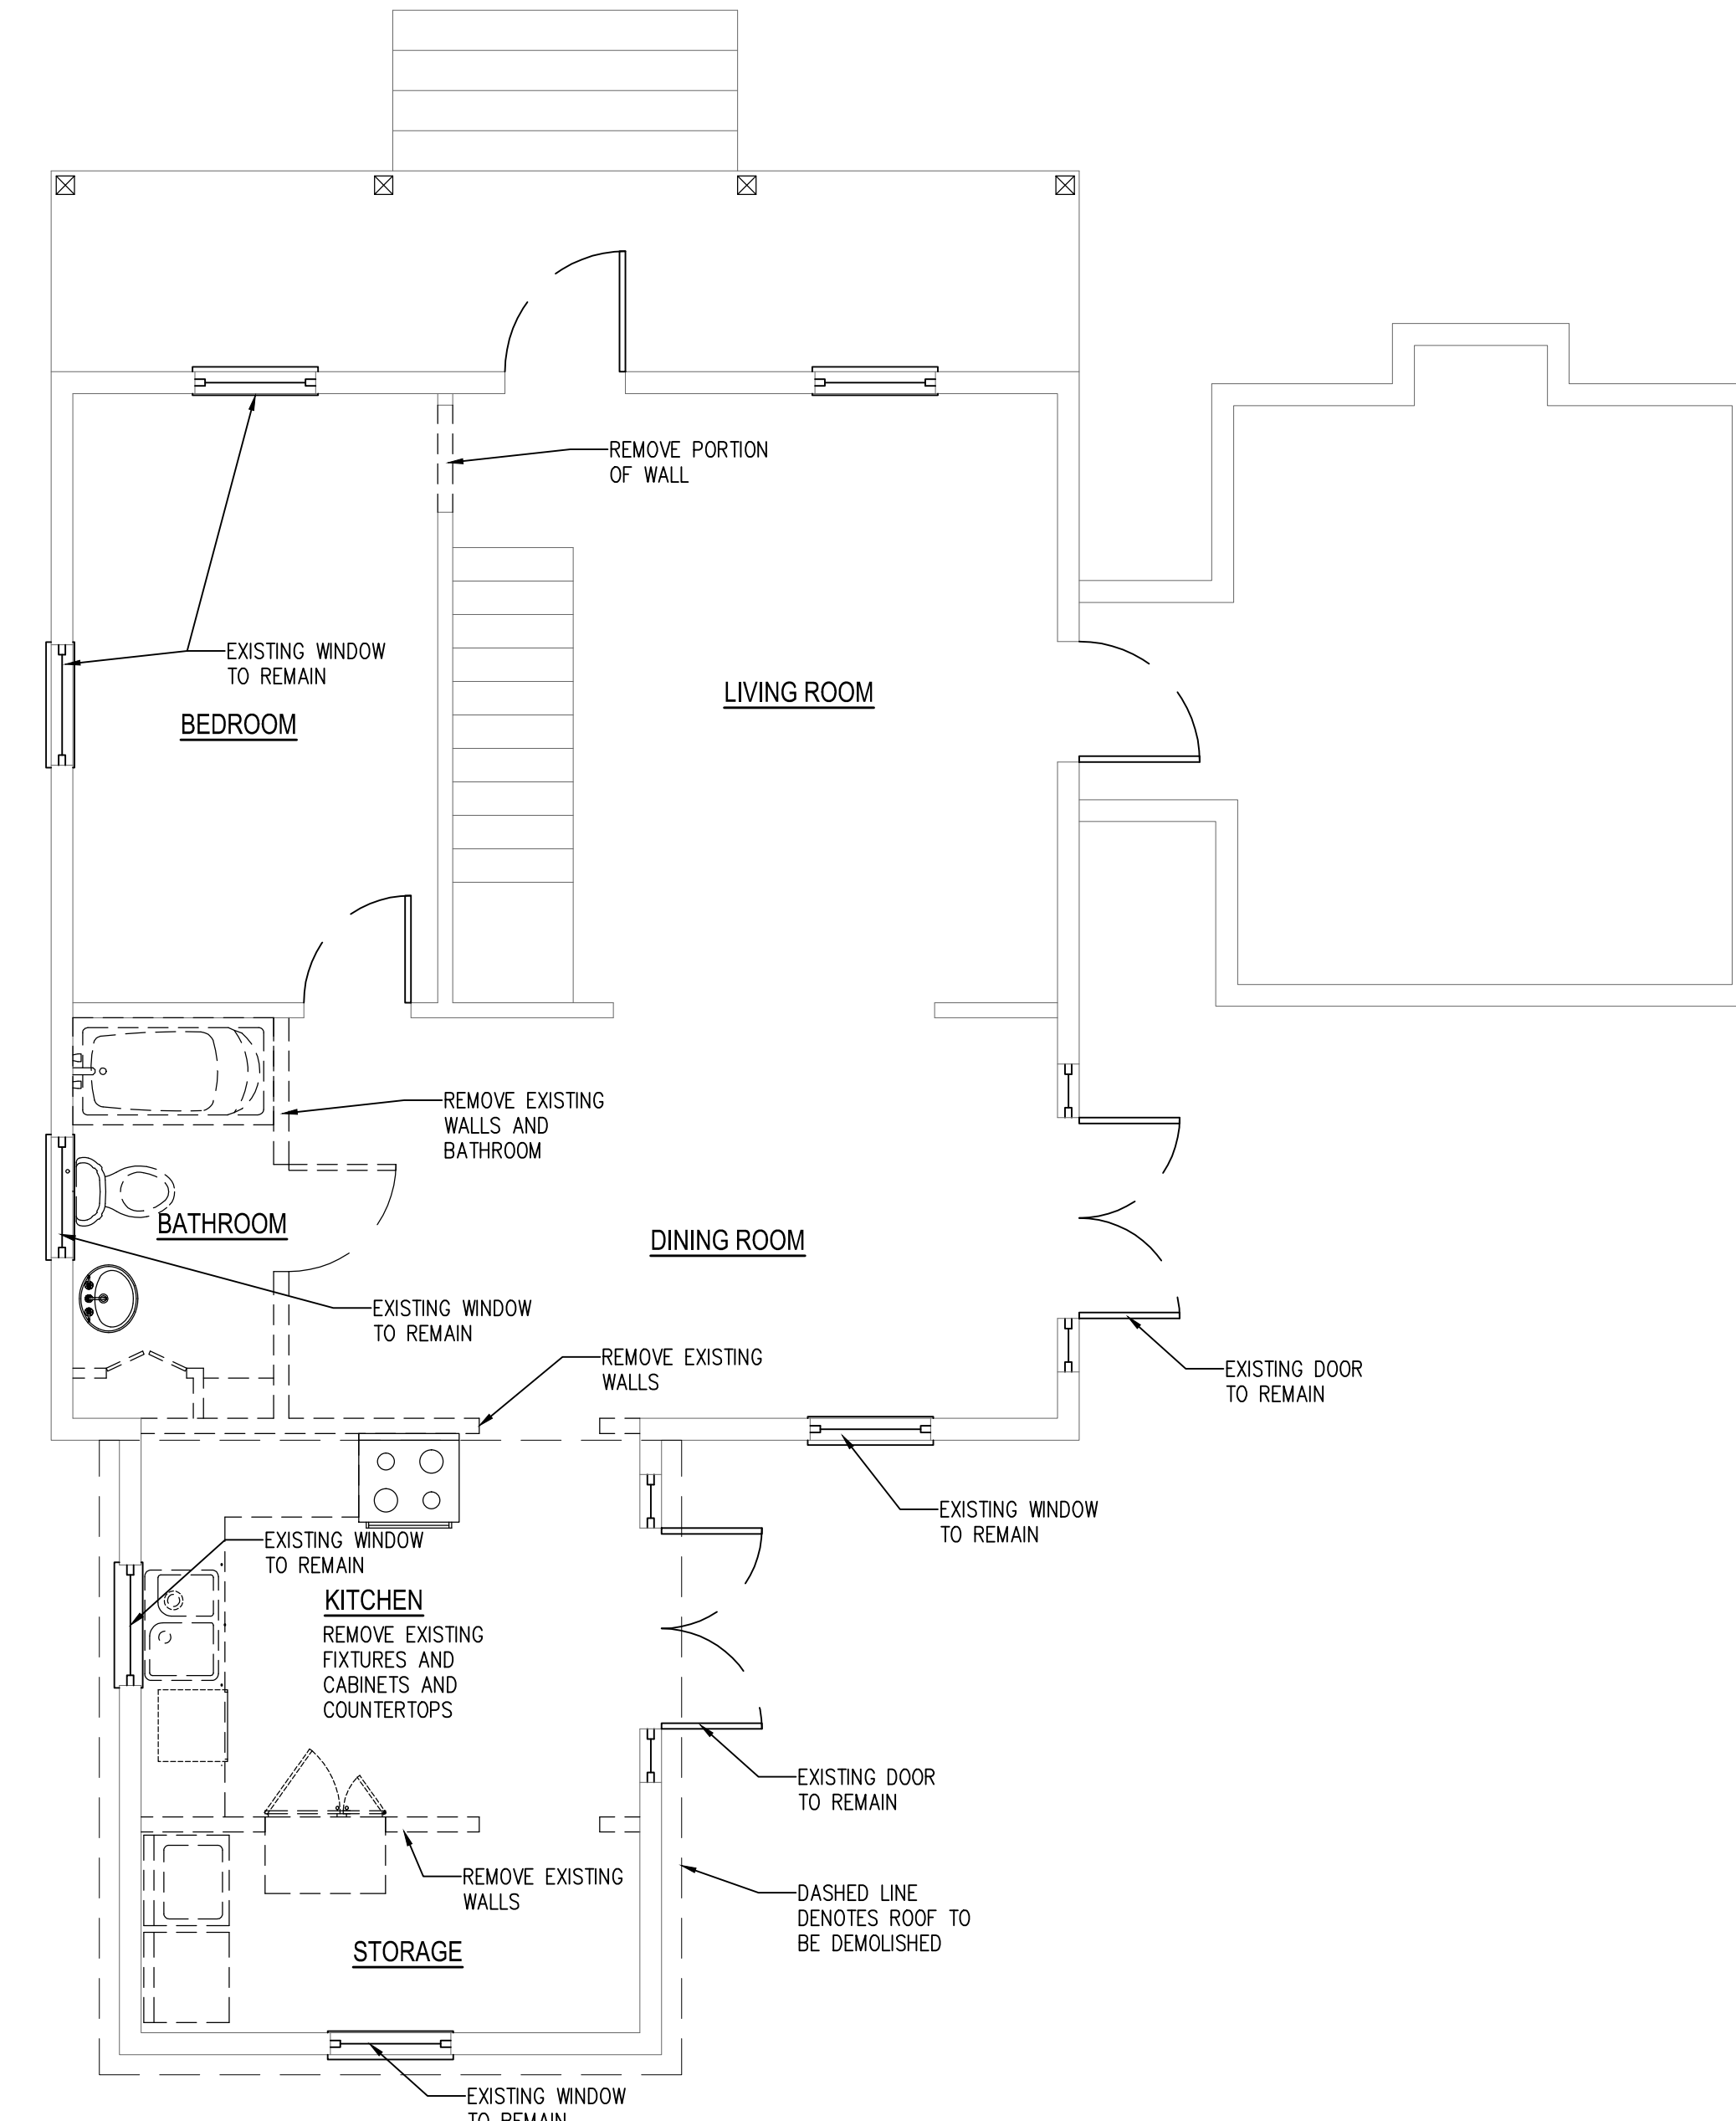 REMOVE PORTION
OF WALL
EXISTING WINDOW
TO REMAIN
LIVING ROOM
BEDROOM
REMOVE EXISTING
WALLS AND
BATHROOM
BATHROOM
DINING ROOM
EXISTING WINDOW
TO REMAIN
REMOVE EXISTING
WALLS
EXISTING DOOR
TO REMAIN
EXISTING WINDOW
TO REMAIN
EXISTING WINDOW
TO REMAIN
KITCHEN
REMOVE EXISTING
FIXTURES AND
CABINETS AND
COUNTERTOPS
EXISTING DOOR
TO REMAIN
REMOVE EXISTING
WALLS
DASHED LINE
DENOTES ROOF TO
BE DEMOLISHED
STORAGE
EXISTING WINDOW
TO REMAIN